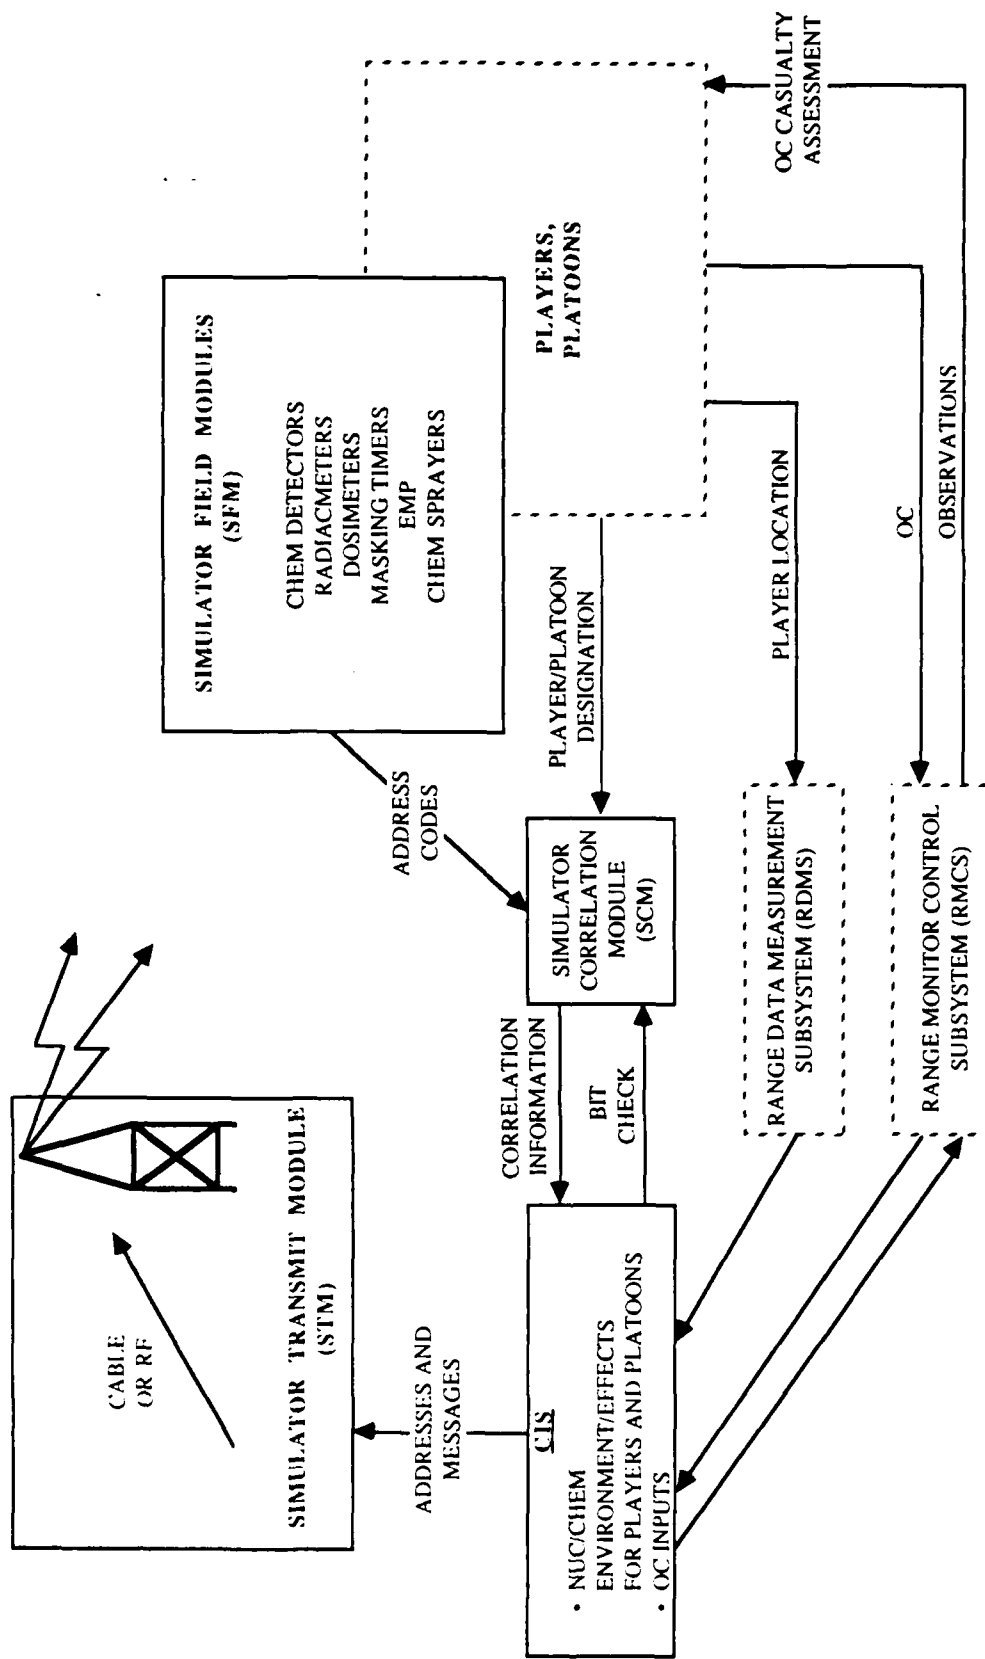 CABLE
OR RF
SIMULATOR TRANSMIT MODULE
(STM)
SIMULATOR FIELD MODULES
(SFM)
CHEM DETECTORS
RADIACMETERS
DOSIMETERS
MASKING TIMERS
EMP
CHEM SPRAYERS
ADDRESSES AND
MESSAGES
ADDRESS
CODES
CIS
• NUC/CHEM
ENVIRONMENT/EFFECTS
FOR PLAYERS AND PLATOONS
• OC INPUTS
CORRELATION
INFORMATION
BIT
CHECK
SIMULATOR
CORRELATION
MODULE
(SCM)
PLAYER/PLATOON
DESIGNATION
PLAYERS,
PLATOONS
RANGE DATA MEASUREMENT
SUBSYSTEM (RDMS)
PLAYER LOCATION
OC CASUALTY
ASSESSMENT
RANGE MONITOR CONTROL
SUBSYSTEM (RMCS)
OC
OBSERVATIONS